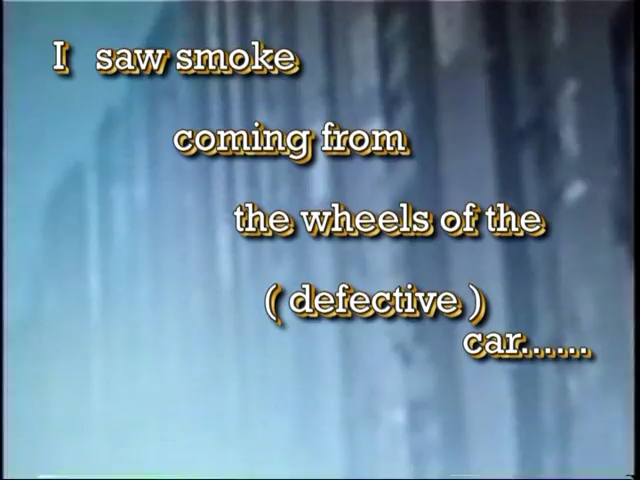 I saw smoke
coming from
the wheels of the
( defective )
car......